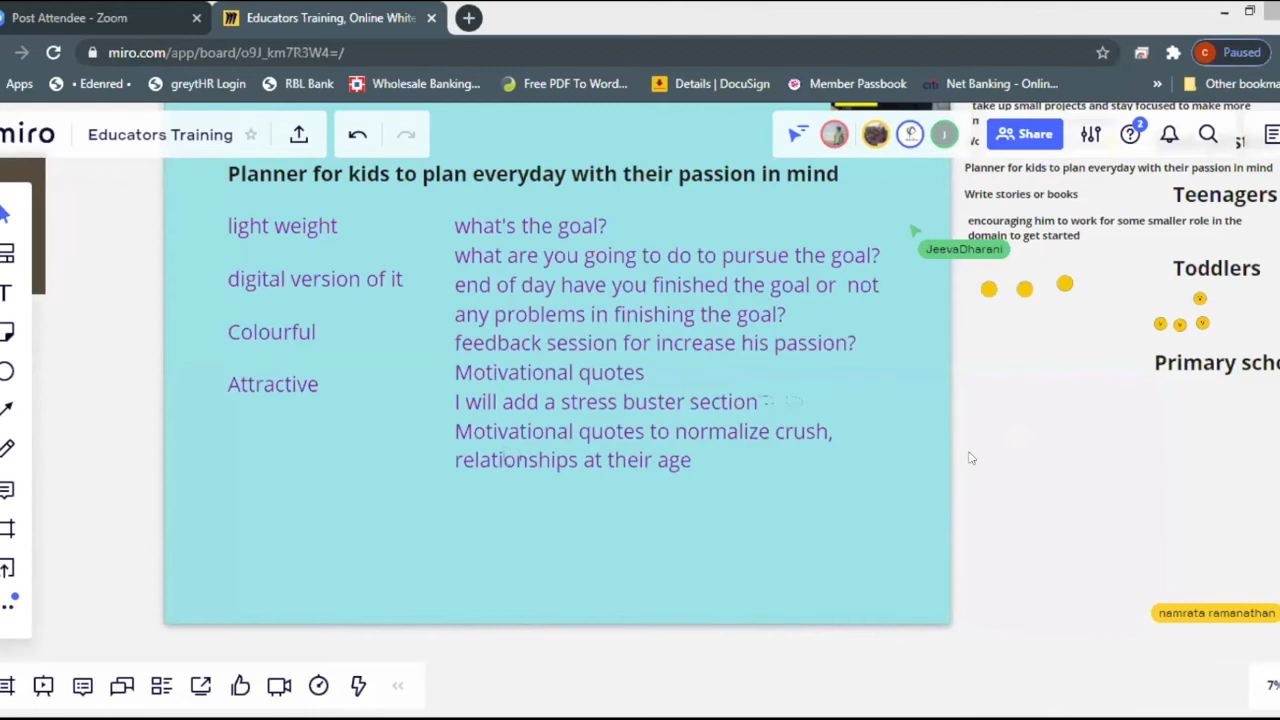 Post Attendee - Zoom
Educators Training, Online White
miro.com/app/board/o9J_km7R3W4=/
Paused
Apps
• Edenred •
greytHR Login
RBL Bank
Wholesale Banking...
Free PDF To Word...
Details | DocuSign
Member Passbook
citi
Net Banking - Onlin...
»
Other bookma
miro
Educators Training
Share
2
take up small projects and stay focused to make more
Planner for kids to plan everyday with their passion in mind
Write stories or books
Teenagers
encouraging him to work for some smaller role in the
domain to get started
Toddlers
Primary scho
Planner for kids to plan everyday with their passion in mind
light weight
digital version of it
Colourful
Attractive
what's the goal?
what are you going to do to pursue the goal?
end of day have you finished the goal or  not
any problems in finishing the goal?
feedback session for increase his passion?
Motivational quotes
I will add a stress buster section
Motivational quotes to normalize crush,
relationships at their age
JeevaDharani
namrata ramanathan
7%